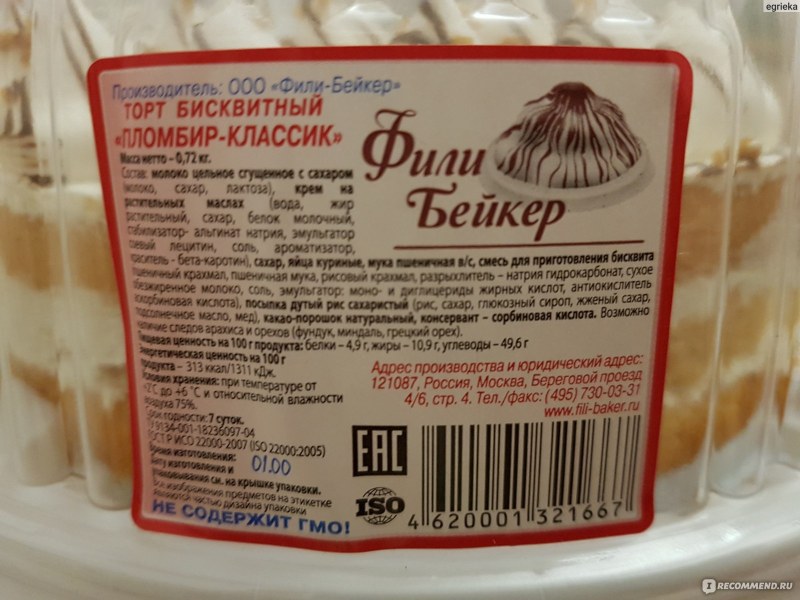 egrieka
Производитель: ООО «Фили-Бейкер»
ТОРТ БИСКВИТНЫЙ
«ПЛОМБИР-КЛАССИК»
Масса нетто – 0,72 кг.
Состав: молоко цельное сгущенное с сахаром
(молоко, сахар, лактоза), крем на
растительных маслах (вода, жир
растительный, сахар, белок молочный,
стабилизатор- альгинат натрия, эмульгатор
соевый лецитин, соль, ароматизатор,
краситель - бета-каротин), сахар, яйца куриные, мука пшеничная в/с, смесь для приготовления бисквита
пшеничный крахмал, пшеничная мука, рисовый крахмал, разрыхлитель – натрия гидрокарбонат, сухое
обезжиренное молоко, соль, эмульгатор: моно- и диглицериды жирных кислот, антиокислитель
аскорбиновая кислота), посыпка дутый рис сахаристый (рис, сахар, глюкозный сироп, жженый сахар,
подсолнечное масло, мед), какао-порошок натуральный, консервант – сорбиновая кислота. Возможно
наличие следов арахиса и орехов (фундук, миндаль, грецкий орех).
Пищевая ценность на 100 г продукта: белки – 4,9 г, жиры – 10,9 г, углеводы – 49,6 г
Энергетическая ценность на 100 г
продукта – 313 ккал/1311 кДж.
Условия хранения: при температуре от
+2°С до +6 °С и относительной влажности
воздуха 75%.
Срок годности: 7 суток.
ТУ 9134-001-18236097-04
ГОСТ Р ИСО 22000-2007 (ISO 22000:2005)
Время изготовления: 01.00
Дату изготовления и
упаковывания см. на крышке упаковки.
Все изображения предметов на этикетке
являются частью дизайна упаковки
НЕ СОДЕРЖИТ ГМО!
Фили
Бейкер
Адрес производства и юридический адрес:
121087, Россия, Москва, Береговой проезд
4/6, стр. 4. Тел./факс: (495) 730-03-31
www.fili-baker.ru
ЕАС
ISO
4 620001 321667
I RECOMMEND.RU